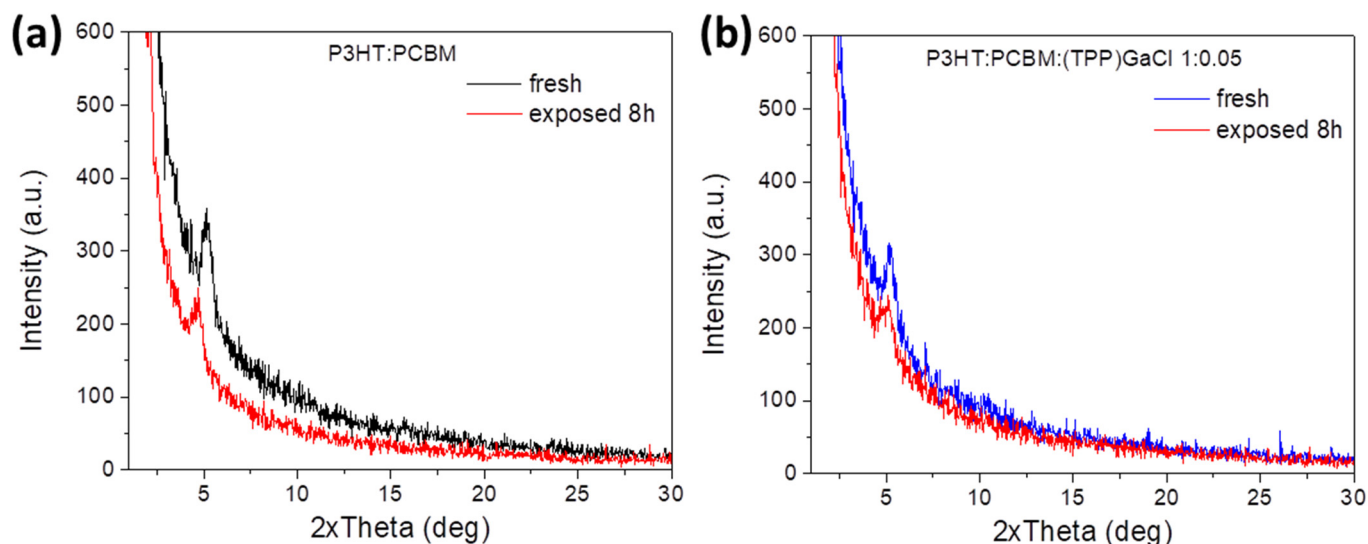 (a)
P3HT:PCBM
fresh
exposed 8h
600
500
400
300
200
100
0
Intensity (a.u.)
5 10 15 20 25 30
2xTheta (deg)
(b)
P3HT:PCBM:(TPP)GaCl 1:0.05
fresh
exposed 8h
600
500
400
300
200
100
0
Intensity (a.u.)
5 10 15 20 25 30
2xTheta (deg)